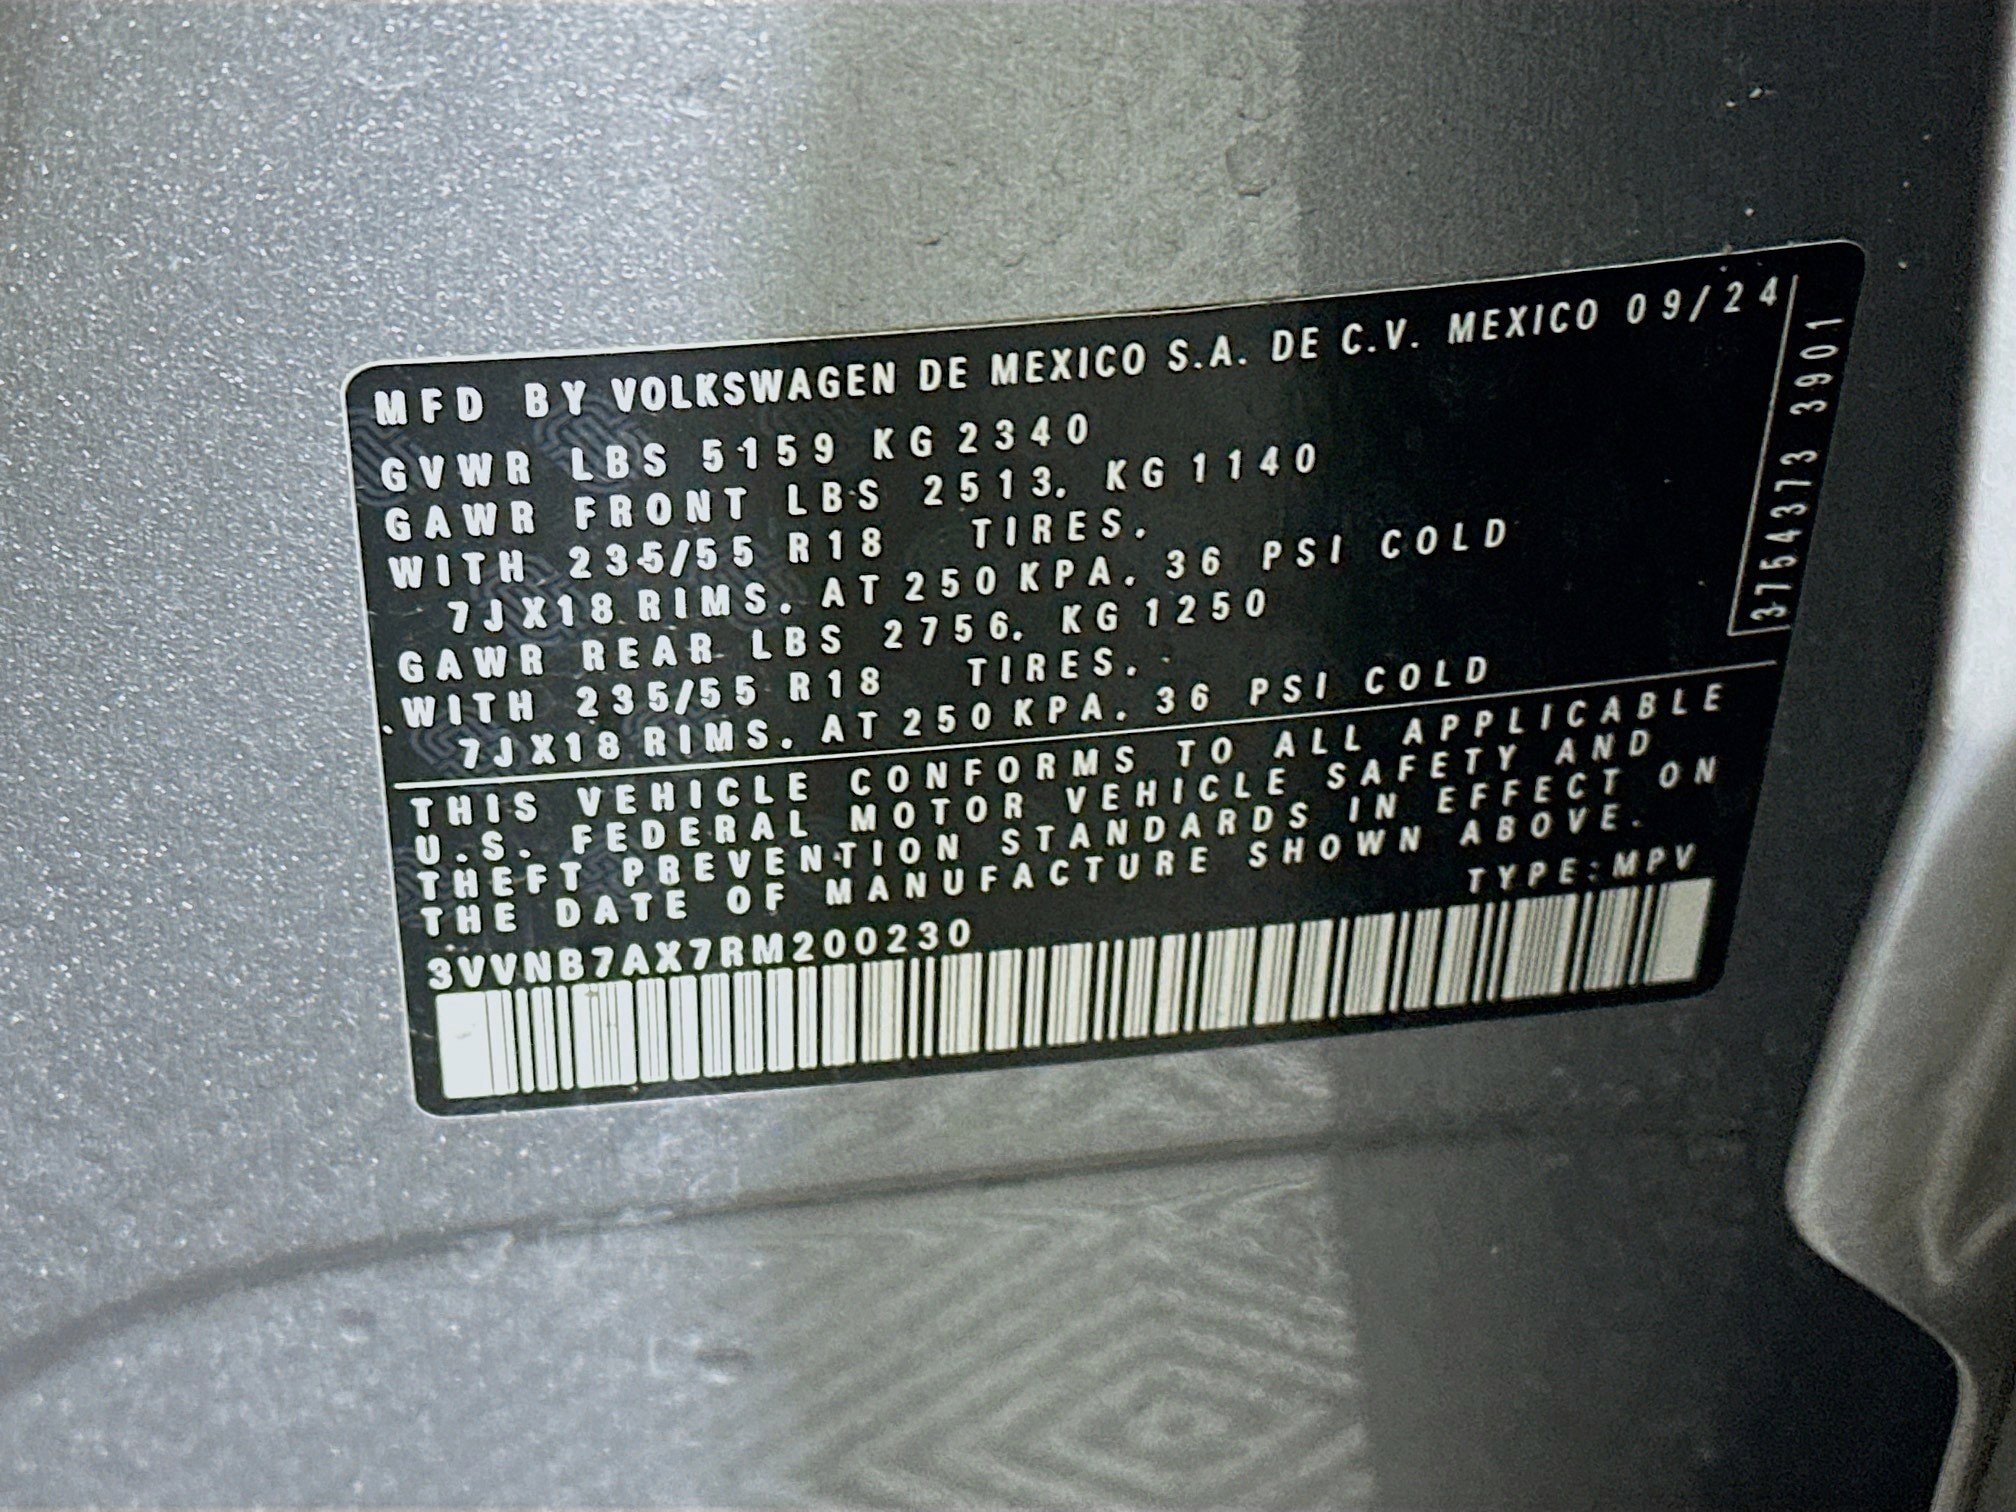 MFD BY VOLKSWAGEN DE MEXICO S.A. DE C.V. MEXICO 09/24
GVWR LBS 5159 KG 2340
GAWR FRONT LBS 2513. KG 1140
WITH 235/55 R18 TIRES.
7JX18 RIMS. AT 250 KPA. 36 PSI COLD
GAWR REAR LBS 2756. KG 1250
WITH 235/55 R18 TIRES.
7JX18 RIMS. AT 250 KPA. 36 PSI COLD
3754373 3901
THIS VEHICLE CONFORMS TO ALL APPLICABLE
U.S. FEDERAL MOTOR VEHICLE SAFETY AND
THEFT PREVENTION STANDARDS IN EFFECT ON
THE DATE OF MANUFACTURE SHOWN ABOVE.
TYPE:MPV
3VVNB7AX7RM200230